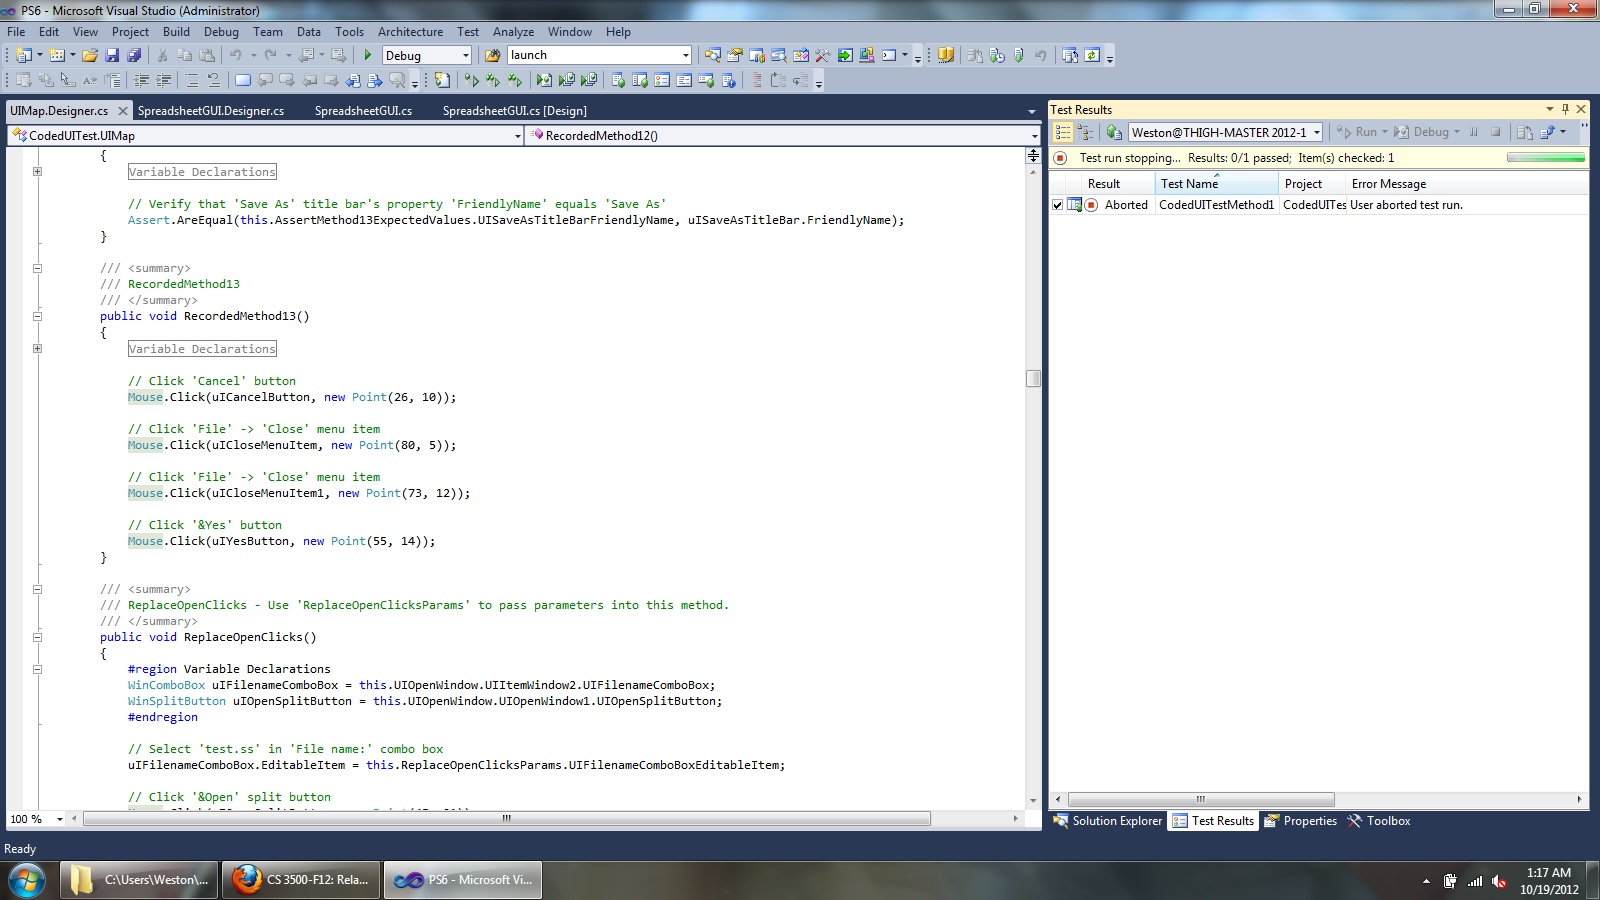 PS6 - Microsoft Visual Studio (Administrator)
File Edit View Project Build Debug Team Data Tools Architecture Test Analyze Window Help
Debug launch
UIMap.Designer.cs SpreadsheetGUI.Designer.cs SpreadsheetGUI.cs SpreadsheetGUI.cs [Design]
CodedUITest.UIMap RecordedMethod12()
{
Variable Declarations
// Verify that 'Save As' title bar's property 'FriendlyName' equals 'Save As'
Assert.AreEqual(this.AssertMethod13ExpectedValues.UISaveAsTitleBarFriendlyName, uISaveAsTitleBar.FriendlyName);
}
/// <summary>
/// RecordedMethod13
/// </summary>
public void RecordedMethod13()
{
Variable Declarations
// Click 'Cancel' button
Mouse.Click(uICancelButton, new Point(26, 10));
// Click 'File' -> 'Close' menu item
Mouse.Click(uICloseMenuItem, new Point(80, 5));
// Click 'File' -> 'Close' menu item
Mouse.Click(uICloseMenuItem1, new Point(73, 12));
// Click '&Yes' button
Mouse.Click(uIYesButton, new Point(55, 14));
}
/// <summary>
/// ReplaceOpenClicks - Use 'ReplaceOpenClicksParams' to pass parameters into this method.
/// </summary>
public void ReplaceOpenClicks()
{
#region Variable Declarations
WinComboBox uIFilenameComboBox = this.UIOpenWindow.UIItemWindow2.UIFilenameComboBox;
WinSplitButton uIOpenSplitButton = this.UIOpenWindow.UIOpenWindow1.UIOpenSplitButton;
#endregion
// Select 'test.ss' in 'File name:' combo box
uIFilenameComboBox.EditableItem = this.ReplaceOpenClicksParams.UIFilenameComboBoxEditableItem;
// Click '&Open' split button
100 %
Test Results
Weston@THIGH-MASTER 2012-1 Run Debug
Test run stopping... Results: 0/1 passed; Item(s) checked: 1
Result Test Name Project Error Message
Aborted CodedUITestMethod1 CodedUITes User aborted test run.
Solution Explorer Test Results Properties Toolbox
Ready
C:\Users\Weston\... CS 3500-F12: Rela... PS6 - Microsoft Vi...
1:17 AM
10/19/2012